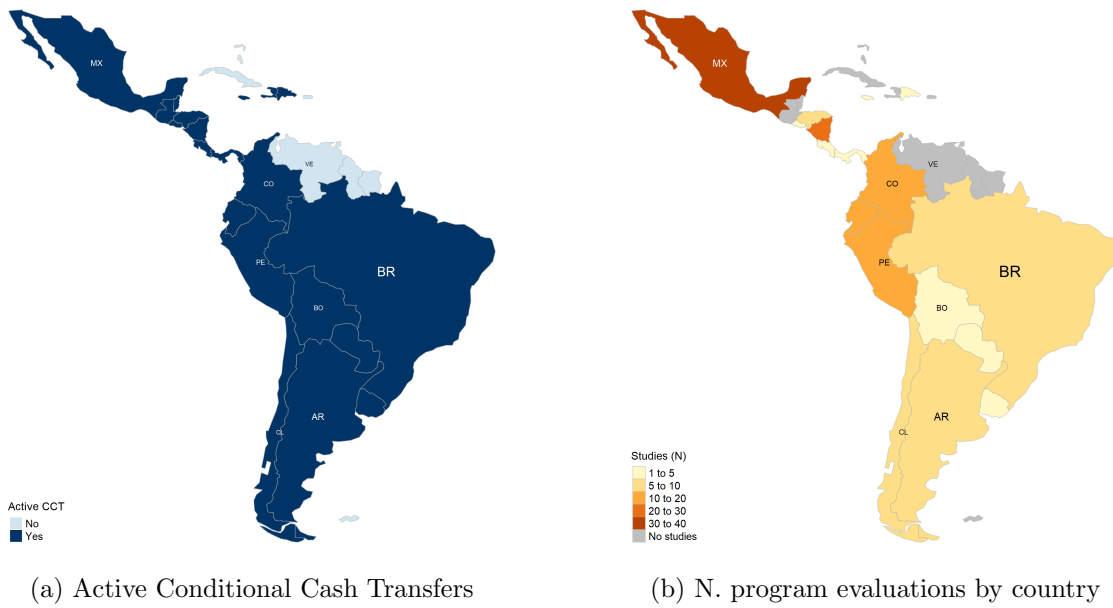 MX
VE
CO
PE
BR
BO
AR
CL
Active CCT
No
Yes
(a) Active Conditional Cash Transfers
MX
VE
CO
PE
BR
BO
AR
CL
Studies (N)
1 to 5
5 to 10
10 to 20
20 to 30
30 to 40
No studies
(b) N. program evaluations by country